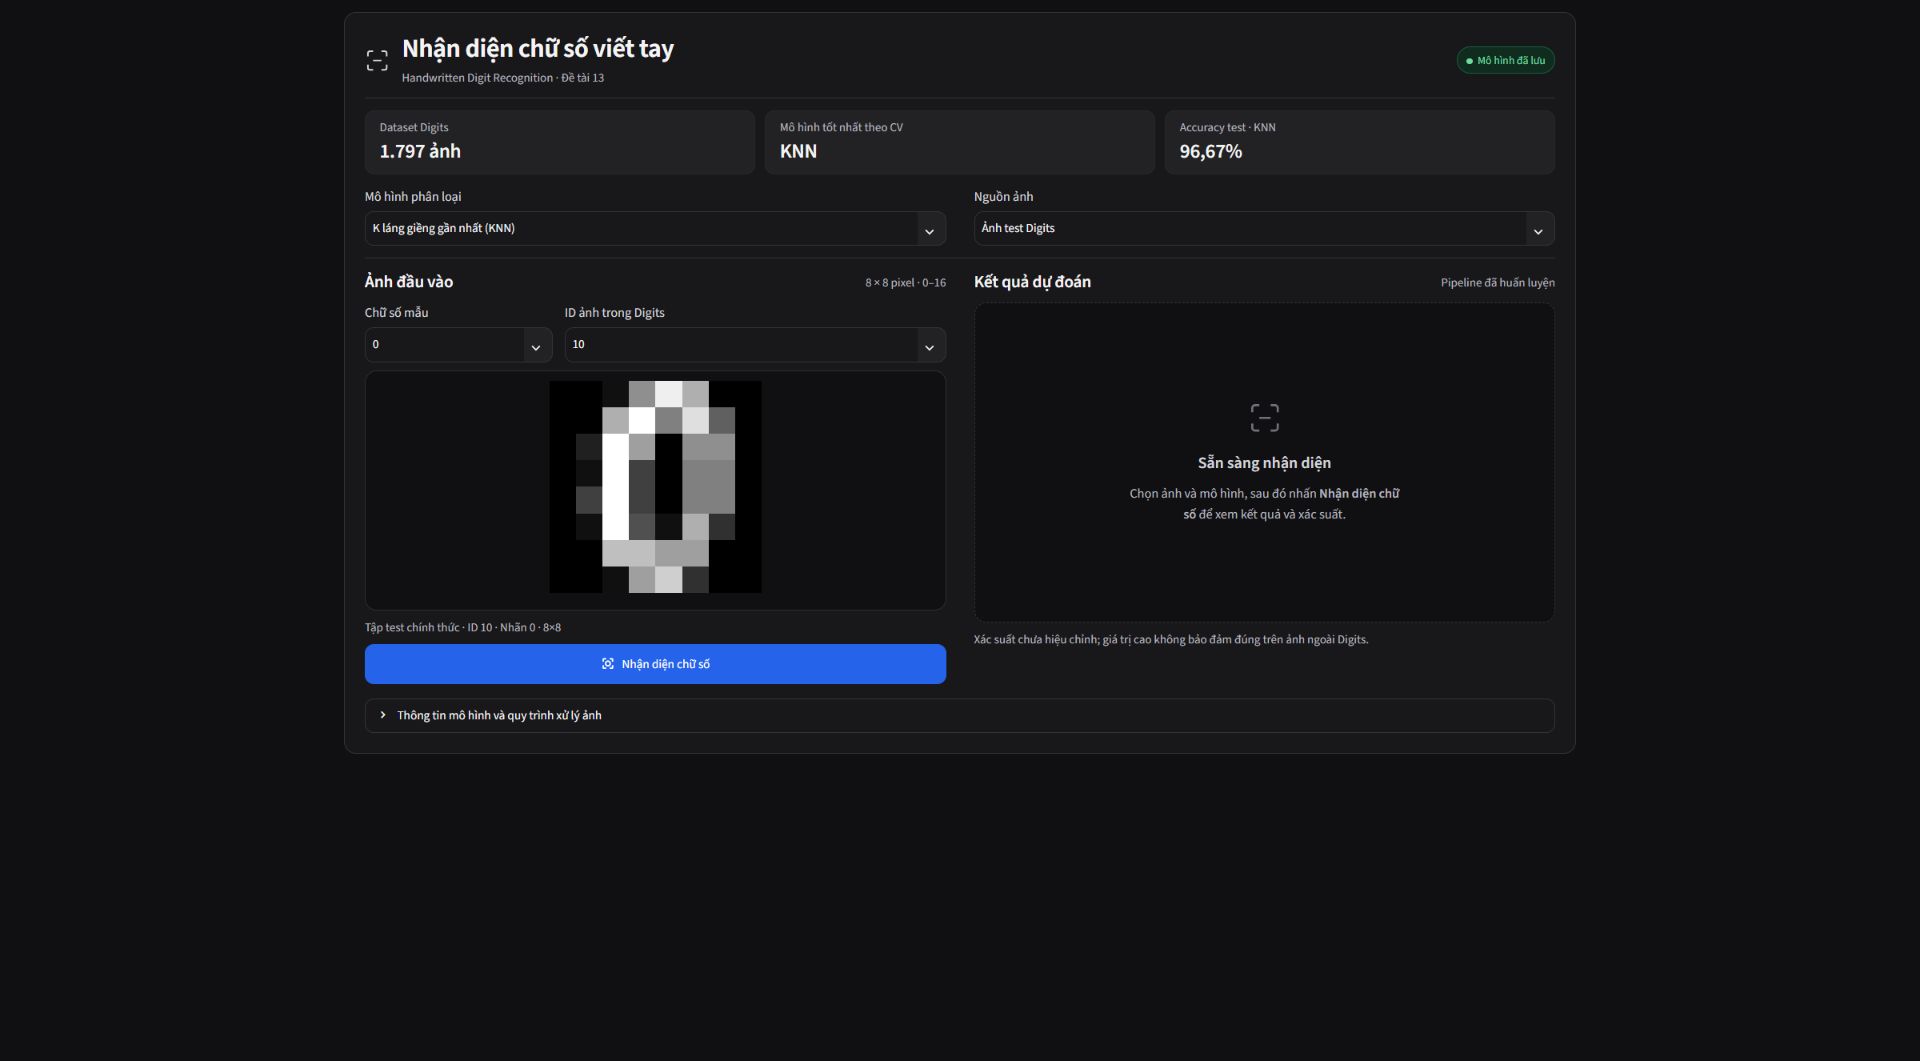 Nhận diện chữ số viết tay
Handwritten Digit Recognition · Đề tài 13
Mô hình đã lưu
Dataset Digits
1.797 ảnh
Mô hình tốt nhất theo CV
KNN
Accuracy test · KNN
96,67%
Mô hình phân loại
K láng giềng gần nhất (KNN)
Nguồn ảnh
Ảnh test Digits
Ảnh đầu vào
8 × 8 pixel · 0–16
Chữ số mẫu
0
ID ảnh trong Digits
10
Tập test chính thức · ID 10 · Nhãn 0 · 8×8
Nhận diện chữ số
Kết quả dự đoán
Pipeline đã huấn luyện
Sẵn sàng nhận diện
Chọn ảnh và mô hình, sau đó nhấn Nhận diện chữ
số để xem kết quả và xác suất.
Xác suất chưa hiệu chỉnh; giá trị cao không bảo đảm đúng trên ảnh ngoài Digits.
Thông tin mô hình và quy trình xử lý ảnh